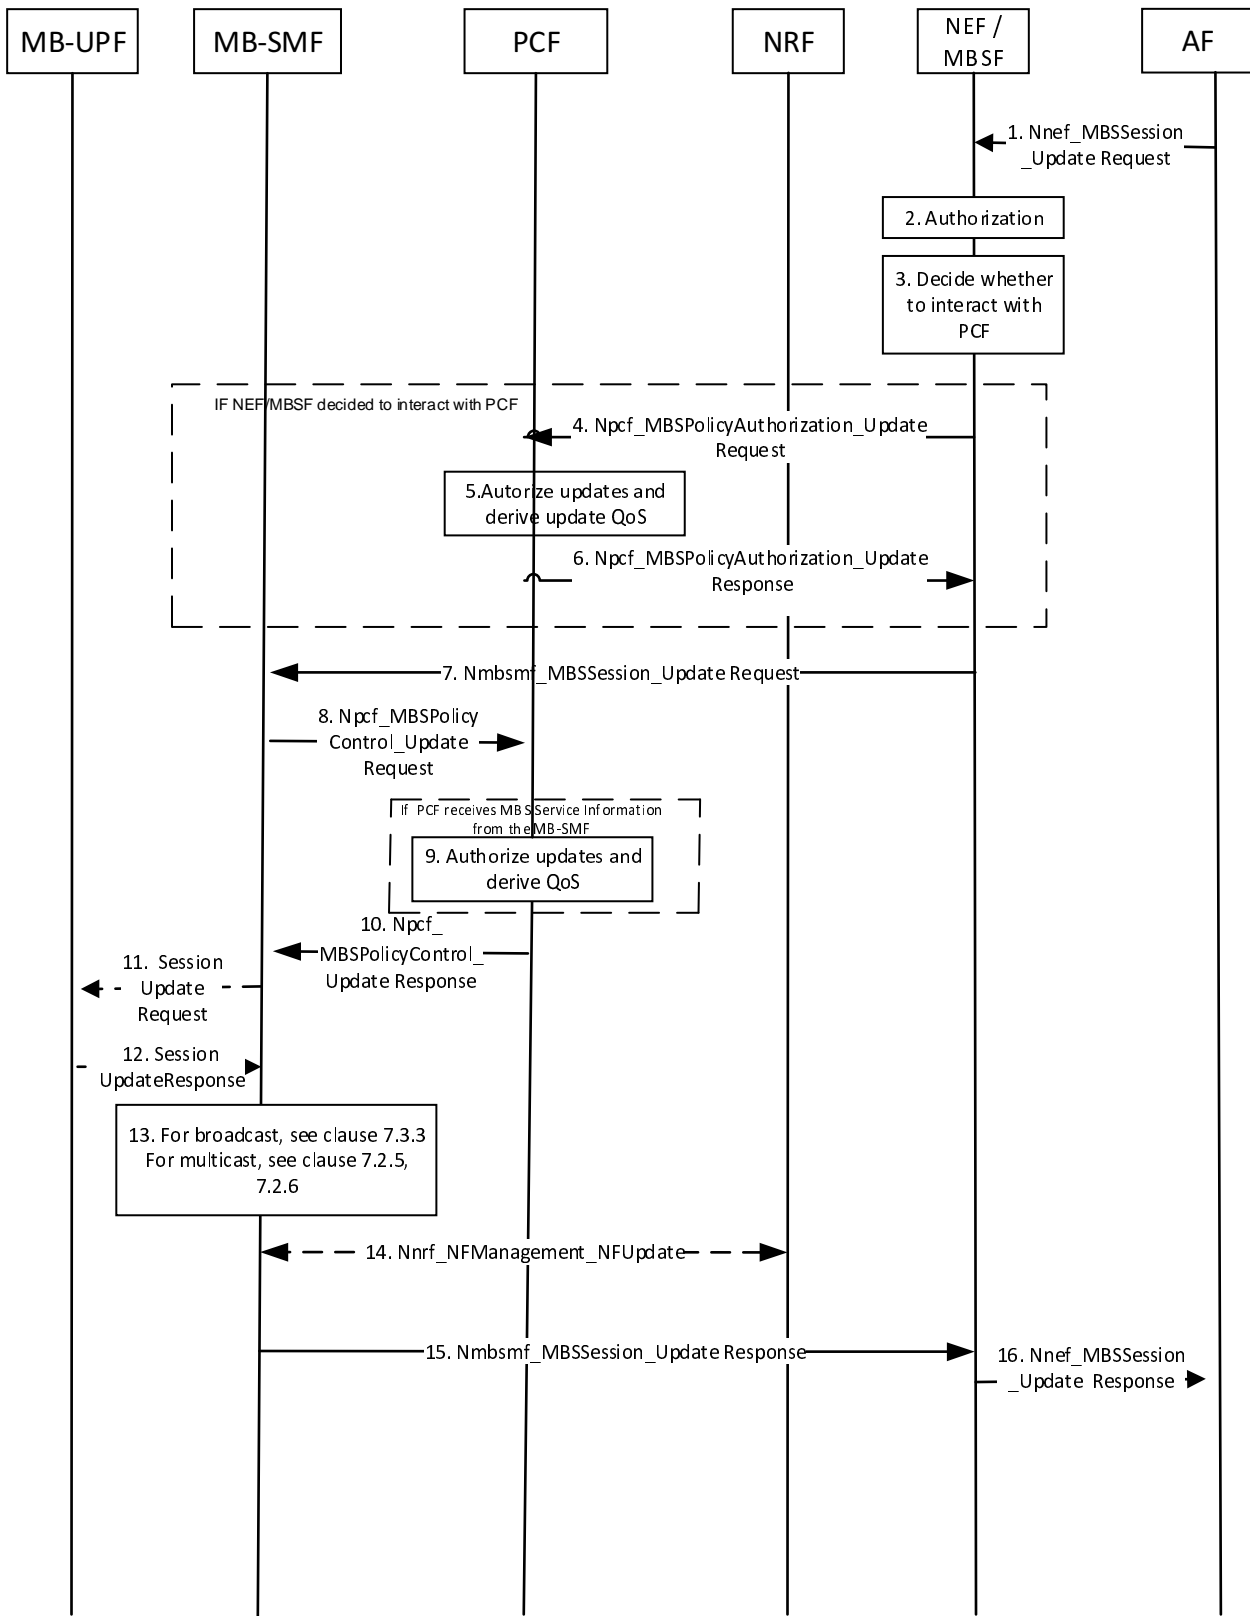 MB-UPF
MB-SMF
PCF
NRF
NEF /
MBSF
AF
1. Nnef_MBSSession
_Update Request
2. Authorization
3. Decide whether
to interact with
PCF
IF NEF/MBSF decided to interact with PCF
4. Npcf_MBSPolicyAuthorization_Update
Request
5.Autorize updates and
derive update QoS
6. Npcf_MBSPolicyAuthorization_Update
Response
7. Nmbsmf_MBSSession_Update Request
8. Npcf_MBSPolicy
Control_Update
Request
If PCF receives MBS Service Information
from the MB-SMF
9. Authorize updates and
derive QoS
10. Npcf_
MBSPolicyControl_
Update Response
11. Session
Update
Request
12. Session
UpdateResponse
13. For broadcast, see clause 7.3.3
For multicast, see clause 7.2.5,
7.2.6
14. Nnrf_NFManagement_NFUpdate
15. Nmbsmf_MBSSession_Update Response
16. Nnef_MBSSession
_Update Response